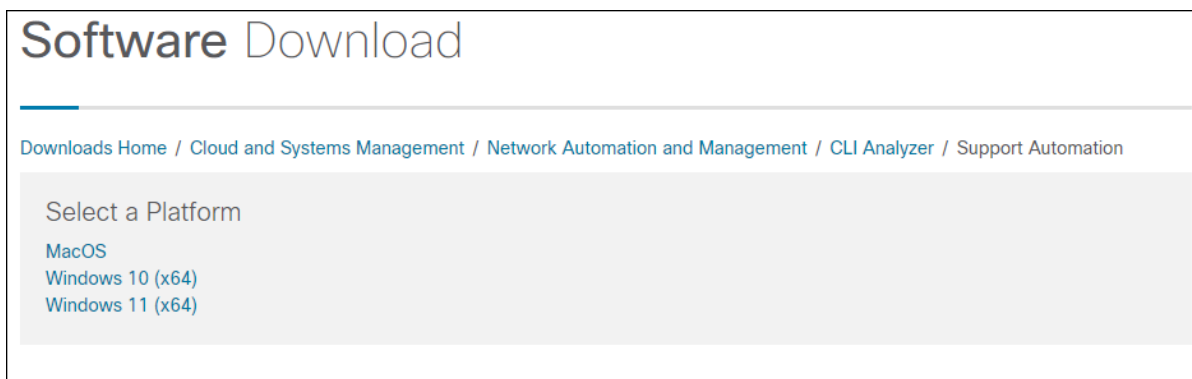 Software Download
Downloads Home / Cloud and Systems Management / Network Automation and Management / CLI Analyzer / Support Automation
Select a Platform
MacOS
Windows 10 (x64)
Windows 11 (x64)